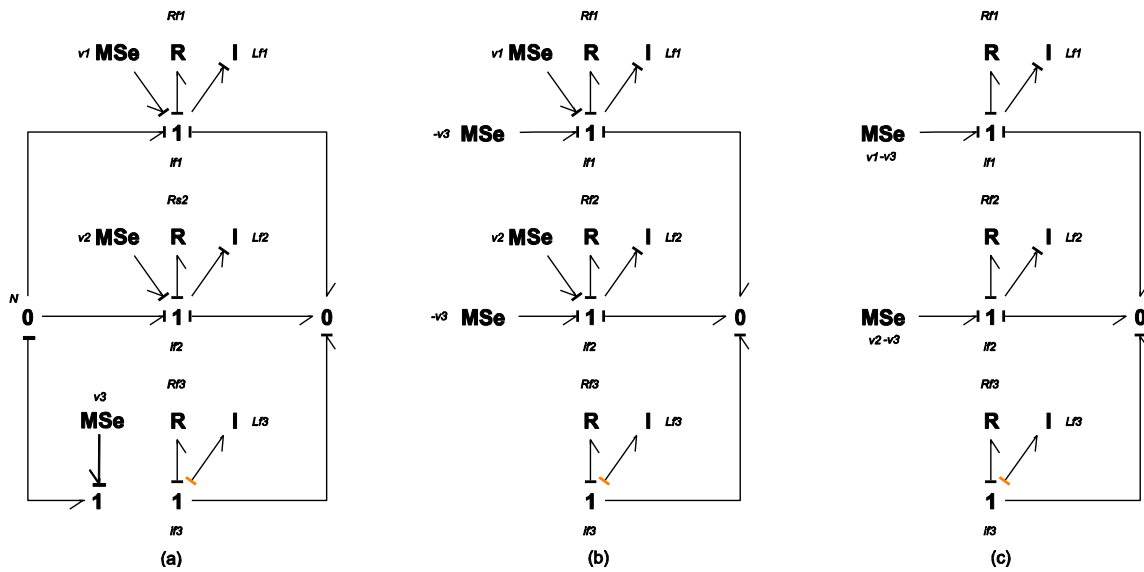 Rf1
v1 MSe R I Lf1
1
If1
Rs2
v2 MSe R I Lf2
N
0 1 0
If2
v3 Rf3
MSe R I Lf3
1 1
If3
(a)
Rf1
v1 MSe R I Lf1
-v3 MSe 1
If1
Rf2
v2 MSe R I Lf2
-v3 MSe 1 0
If2
Rf3
R I Lf3
1
If3
(b)
Rf1
R I Lf1
MSe 1
v1-v3
If1
Rf2
R I Lf2
MSe 1 0
v2-v3
If2
Rf3
R I Lf3
1
If3
(c)